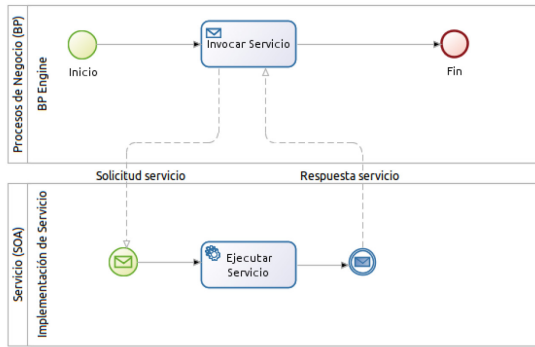 Procesos de Negocio (BP)
BP Engine
Inicio
Invocar Servicio
Fin
Solicitud servicio
Respuesta servicio
Servicio (SOA)
Implementación de Servicio
Ejecutar
Servicio